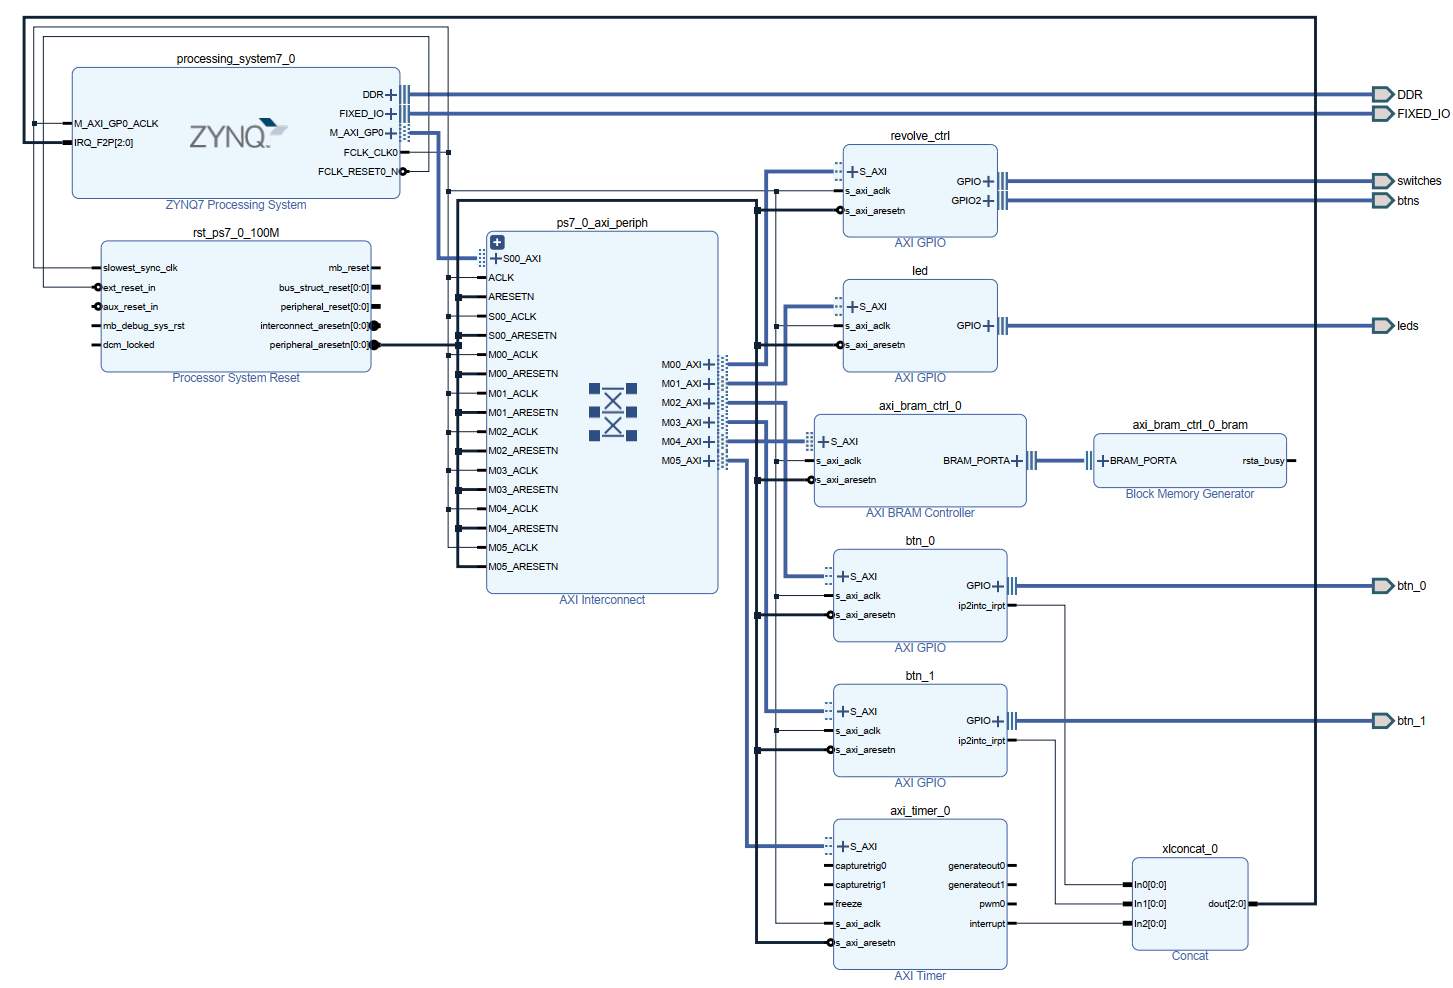 processing_system7_0
M_AXI_GP0_ACLK
IRQ_F2P[2:0]
ZYNQ
DDR
FIXED_IO
M_AXI_GP0
FCLK_CLK0
FCLK_RESET0_N
ZYNQ7 Processing System
rst_ps7_0_100M
slowest_sync_clk
ext_reset_in
aux_reset_in
mb_debug_sys_rst
dcm_locked
mb_reset
bus_struct_reset[0:0]
peripheral_reset[0:0]
interconnect_aresetn[0:0]
peripheral_aresetn[0:0]
Processor System Reset
ps7_0_axi_periph
S00_AXI
ACLK
ARESETN
S00_ACLK
S00_ARESETN
M00_ACLK
M00_ARESETN
M01_ACLK
M01_ARESETN
M02_ACLK
M02_ARESETN
M03_ACLK
M03_ARESETN
M04_ACLK
M04_ARESETN
M05_ACLK
M05_ARESETN
M00_AXI
M01_AXI
M02_AXI
M03_AXI
M04_AXI
M05_AXI
AXI Interconnect
revolve_ctrl
S_AXI
s_axi_aclk
s_axi_aresetn
GPIO
GPIO2
AXI GPIO
led
S_AXI
s_axi_aclk
s_axi_aresetn
GPIO
AXI GPIO
axi_bram_ctrl_0
S_AXI
s_axi_aclk
s_axi_aresetn
BRAM_PORTA
AXI BRAM Controller
axi_bram_ctrl_0_bram
BRAM_PORTA
rsta_busy
Block Memory Generator
btn_0
S_AXI
s_axi_aclk
s_axi_aresetn
GPIO
ip2intc_irpt
AXI GPIO
btn_1
S_AXI
s_axi_aclk
s_axi_aresetn
GPIO
ip2intc_irpt
AXI GPIO
axi_timer_0
S_AXI
capturetrig0
capturetrig1
freeze
s_axi_aclk
s_axi_aresetn
generateout0
generateout1
pwm0
interrupt
AXI Timer
xlconcat_0
In0[0:0]
In1[0:0]
In2[0:0]
dout[2:0]
Concat
DDR
FIXED_IO
switches
btns
leds
btn_0
btn_1